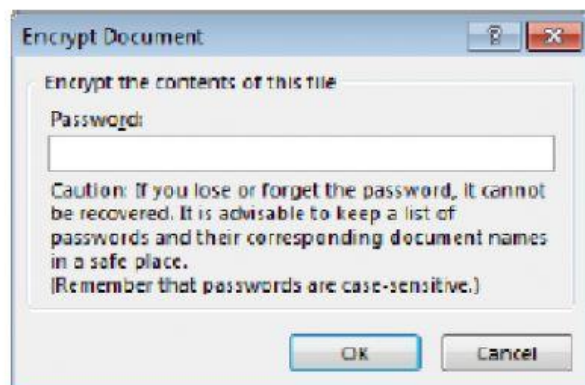 Encrypt Document
Encrypt the contents of this file
Password:
Caution: If you lose or forget the password, it cannot
be recovered. It is advisable to keep a list of
passwords and their corresponding document names
in a safe place.
(Remember that passwords are case-sensitive.)
OK
Cancel